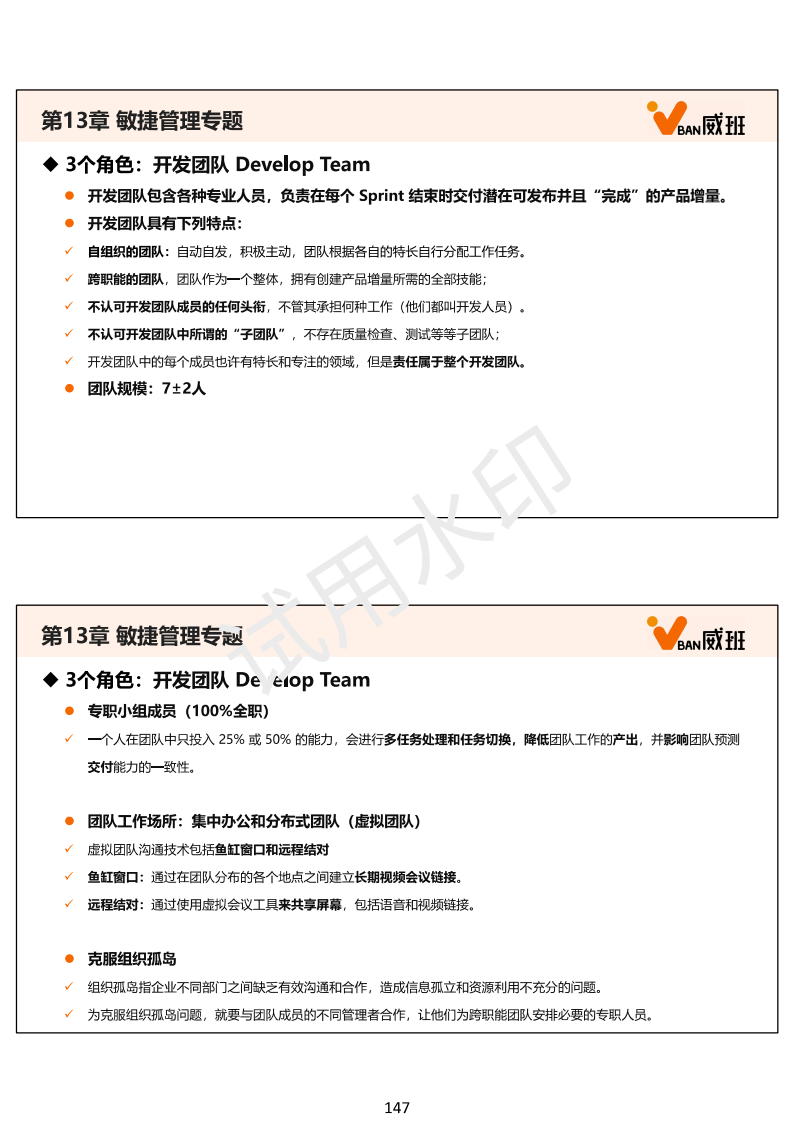 第13章 敏捷管理专题
VBAN威班
◆ 3个角色：开发团队 Develop Team
● 开发团队包含各种专业人员，负责在每个 Sprint 结束时交付潜在可发布并且“完成”的产品增量。
● 开发团队具有下列特点：
✓ 自组织的团队：自动自发，积极主动，团队根据各自的特长自行分配工作任务。
✓ 跨职能的团队，团队作为一个整体，拥有创建产品增量所需的全部技能；
✓ 不认可开发团队成员的任何头衔，不管其承担何种工作（他们都叫开发人员）。
✓ 不认可开发团队中所谓的“子团队”，不存在质量检查、测试等等子团队；
✓ 开发团队中的每个成员也许有特长和专注的领域，但是责任属于整个开发团队。
● 团队规模：7±2人
试用水印
第13章 敏捷管理专题
VBAN威班
◆ 3个角色：开发团队 Develop Team
● 专职小组成员（100%全职）
✓ 一个人在团队中只投入 25% 或 50% 的能力，会进行多任务处理和任务切换，降低团队工作的产出，并影响团队预测
交付能力的一致性。
● 团队工作场所：集中办公和分布式团队（虚拟团队）
✓ 虚拟团队沟通技术包括鱼缸窗口和远程结对
✓ 鱼缸窗口：通过在团队分布的各个地点之间建立长期视频会议链接。
✓ 远程结对：通过使用虚拟会议工具来共享屏幕，包括语音和视频链接。
● 克服组织孤岛
✓ 组织孤岛指企业不同部门之间缺乏有效沟通和合作，造成信息孤立和资源利用不充分的问题。
✓ 为克服组织孤岛问题，就要与团队成员的不同管理者合作，让他们为跨职能团队安排必要的专职人员。
147